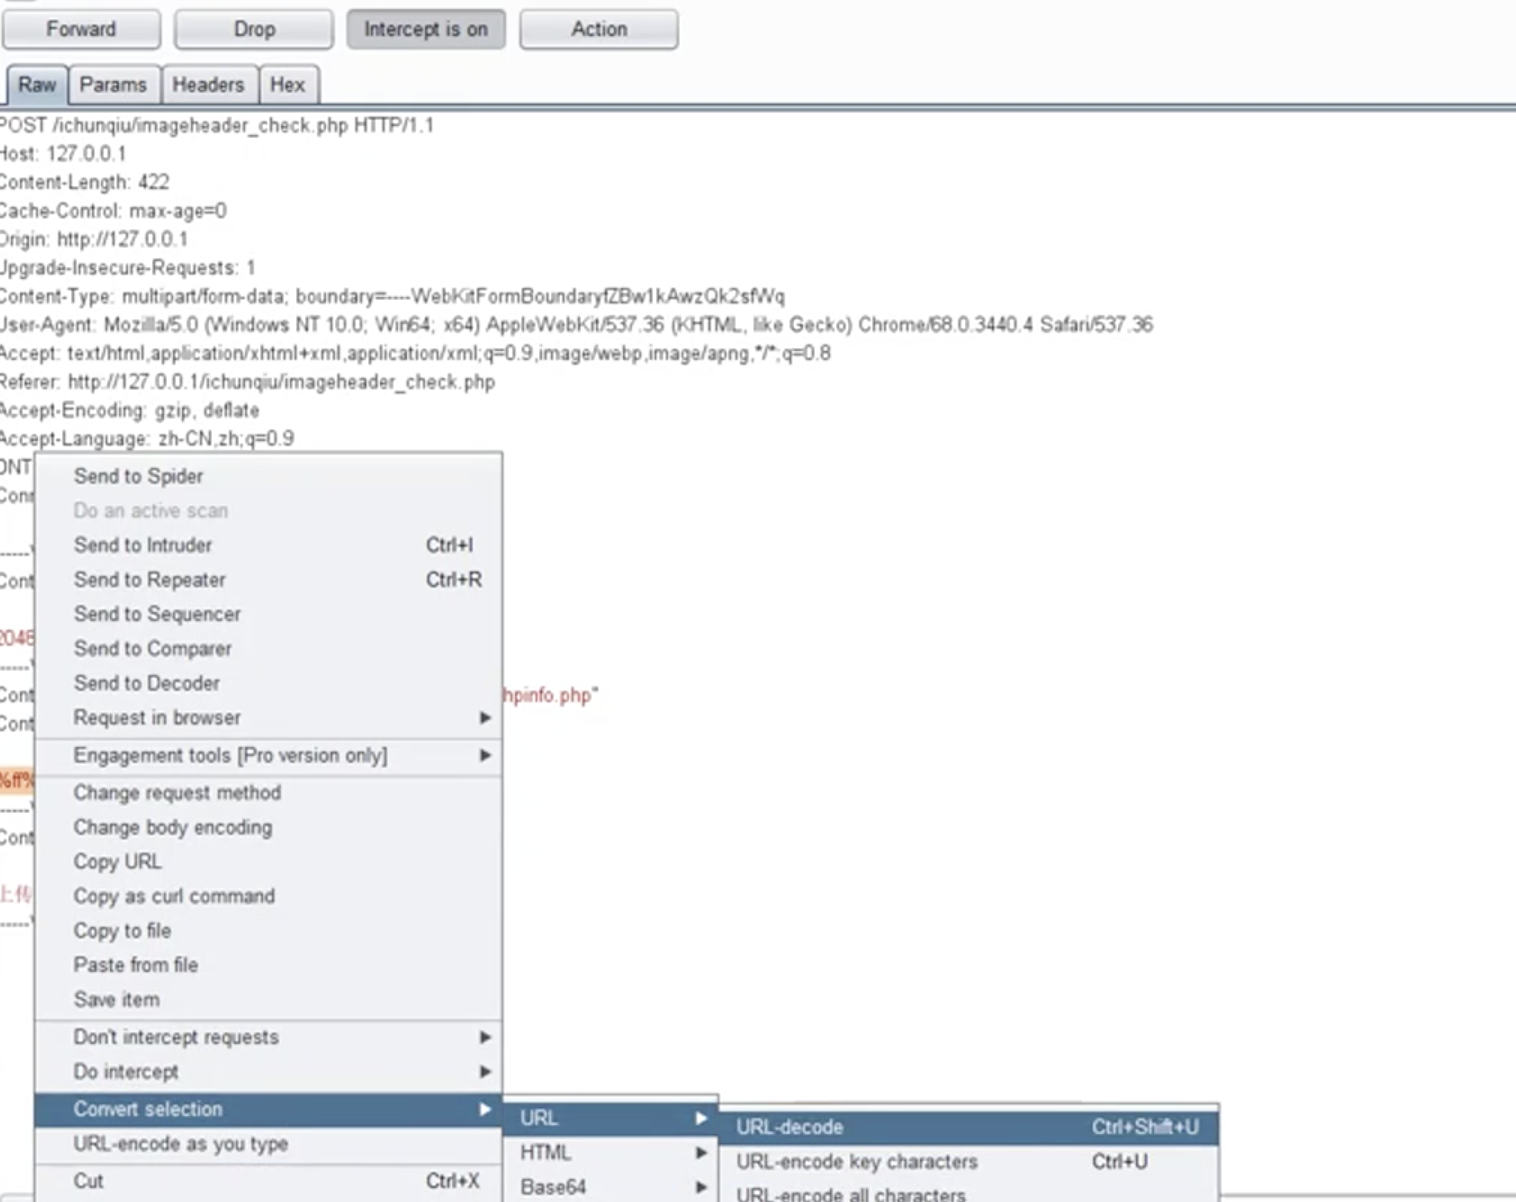 Forward Drop Intercept is on Action
Raw Params Headers Hex
POST /ichunqiu/imageheader_check.php HTTP/1.1
Host: 127.0.0.1
Content-Length: 422
Cache-Control: max-age=0
Origin: http://127.0.0.1
Upgrade-Insecure-Requests: 1
Content-Type: multipart/form-data; boundary=----WebKitFormBoundaryfZBw1kAwzQk2sfWq
User-Agent: Mozilla/5.0 (Windows NT 10.0; Win64; x64) AppleWebKit/537.36 (KHTML, like Gecko) Chrome/68.0.3440.4 Safari/537.36
Accept: text/html,application/xhtml+xml,application/xml;q=0.9,image/webp,image/apng,*/*;q=0.8
Referer: http://127.0.0.1/ichunqiu/imageheader_check.php
Accept-Encoding: gzip, deflate
Accept-Language: zh-CN,zh;q=0.9
DNT
Conn
Send to Spider
Do an active scan
Send to Intruder Ctrl+I
Send to Repeater Ctrl+R
-----
Cont
Send to Sequencer
2048
Send to Comparer
-----
Send to Decoder
Cont hpinfo.php"
Request in browser
Cont
Engagement tools [Pro version only]
%ff%
Change request method
-----
Change body encoding
Cont
Copy URL
Copy as curl command
上传
Copy to file
-----
Paste from file
Save item
Don't intercept requests
Do intercept
Convert selection URL URL-decode Ctrl+Shift+U
URL-encode as you type HTML URL-encode key characters Ctrl+U
Cut Ctrl+X Base64 URL-encode all characters